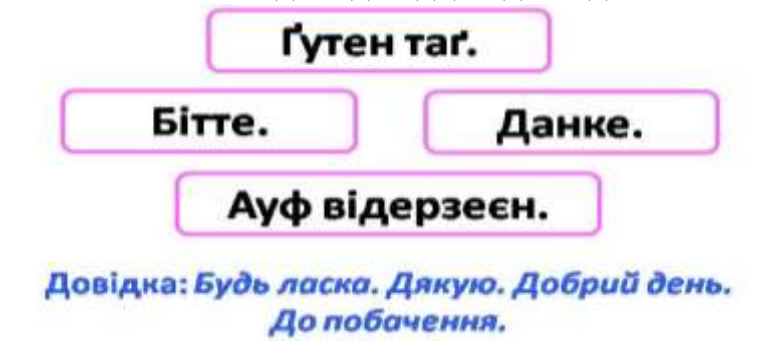 Ґутен таґ.
Бітте.
Данке.
Ауф відерзеєн.
Довідка: Будь ласка. Дякую. Добрий день.
До побачення.